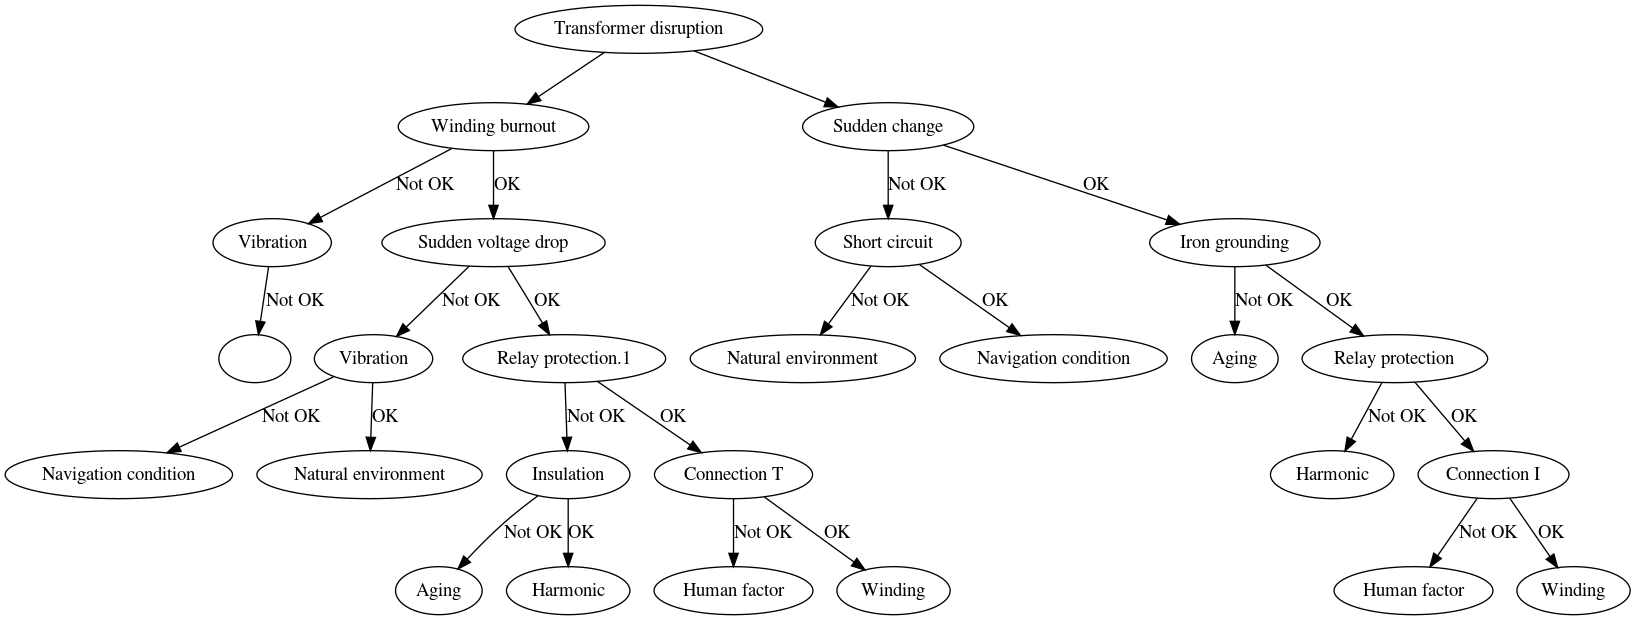 Transformer disruption
Winding burnout
Sudden change
Not OK
OK
Not OK
OK
Vibration
Sudden voltage drop
Short circuit
Iron grounding
Not OK
Not OK
OK
Not OK
OK
Not OK
OK
Vibration
Relay protection.1
Natural environment
Navigation condition
Aging
Relay protection
Not OK
OK
Not OK
OK
Not OK
OK
Navigation condition
Natural environment
Insulation
Connection T
Harmonic
Connection I
Not OK
OK
Not OK
OK
Not OK
OK
Aging
Harmonic
Human factor
Winding
Human factor
Winding